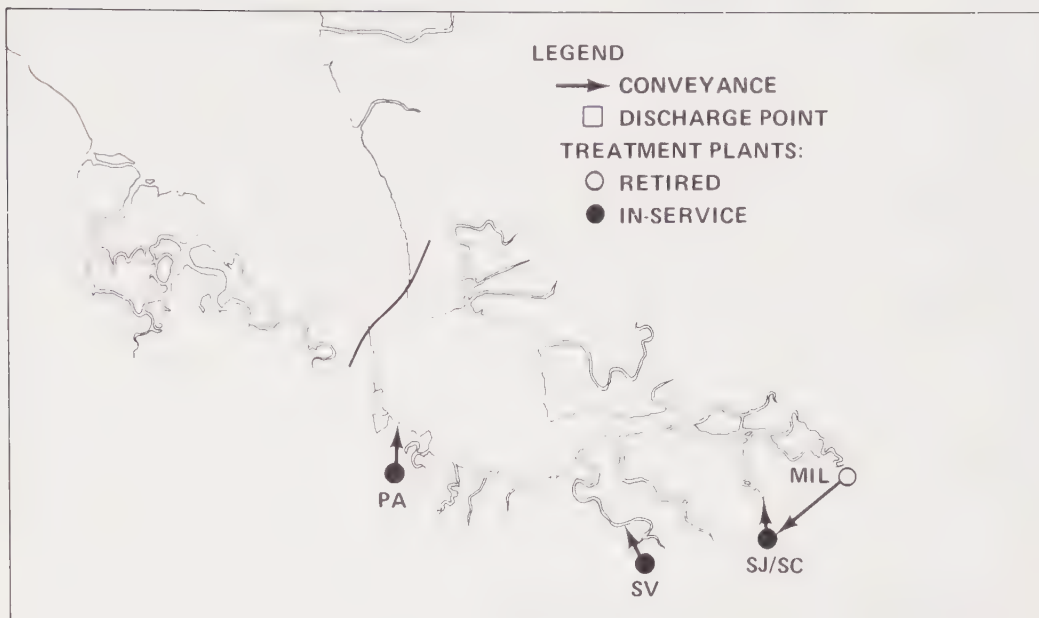 LEGEND
CONVEYANCE
DISCHARGE POINT
TREATMENT PLANTS:
RETIRED
IN-SERVICE
PA
MIL
SJ/SC
SV